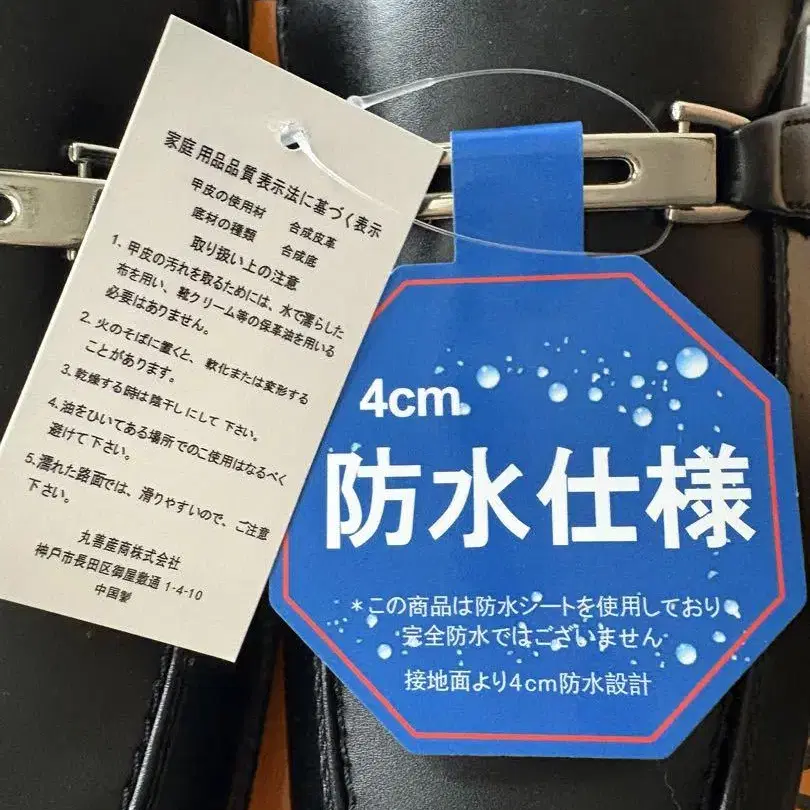 家庭用品品質表示法に基づく表示
甲皮の使用材 合成皮革
底材の種類 合成底
取り扱い上の注意
1. 甲皮の汚れを取るためには、水で濡らした
布を用い、靴クリーム等の保革油を用いる
必要はありません。
2. 火のそばに置くと、軟化または変形する
ことがあります。
3. 乾燥する時は陰干しにして下さい。
4. 油をひいてある場所でのご使用はなるべく
避けて下さい。
5. 濡れた路面では、滑りやすいので、ご注意
下さい。
丸善産商株式会社
神戸市長田区御屋敷通 1-4-10
中国製
4cm
防水仕様
*この商品は防水シートを使用しており
完全防水ではございません
接地面より4cm防水設計